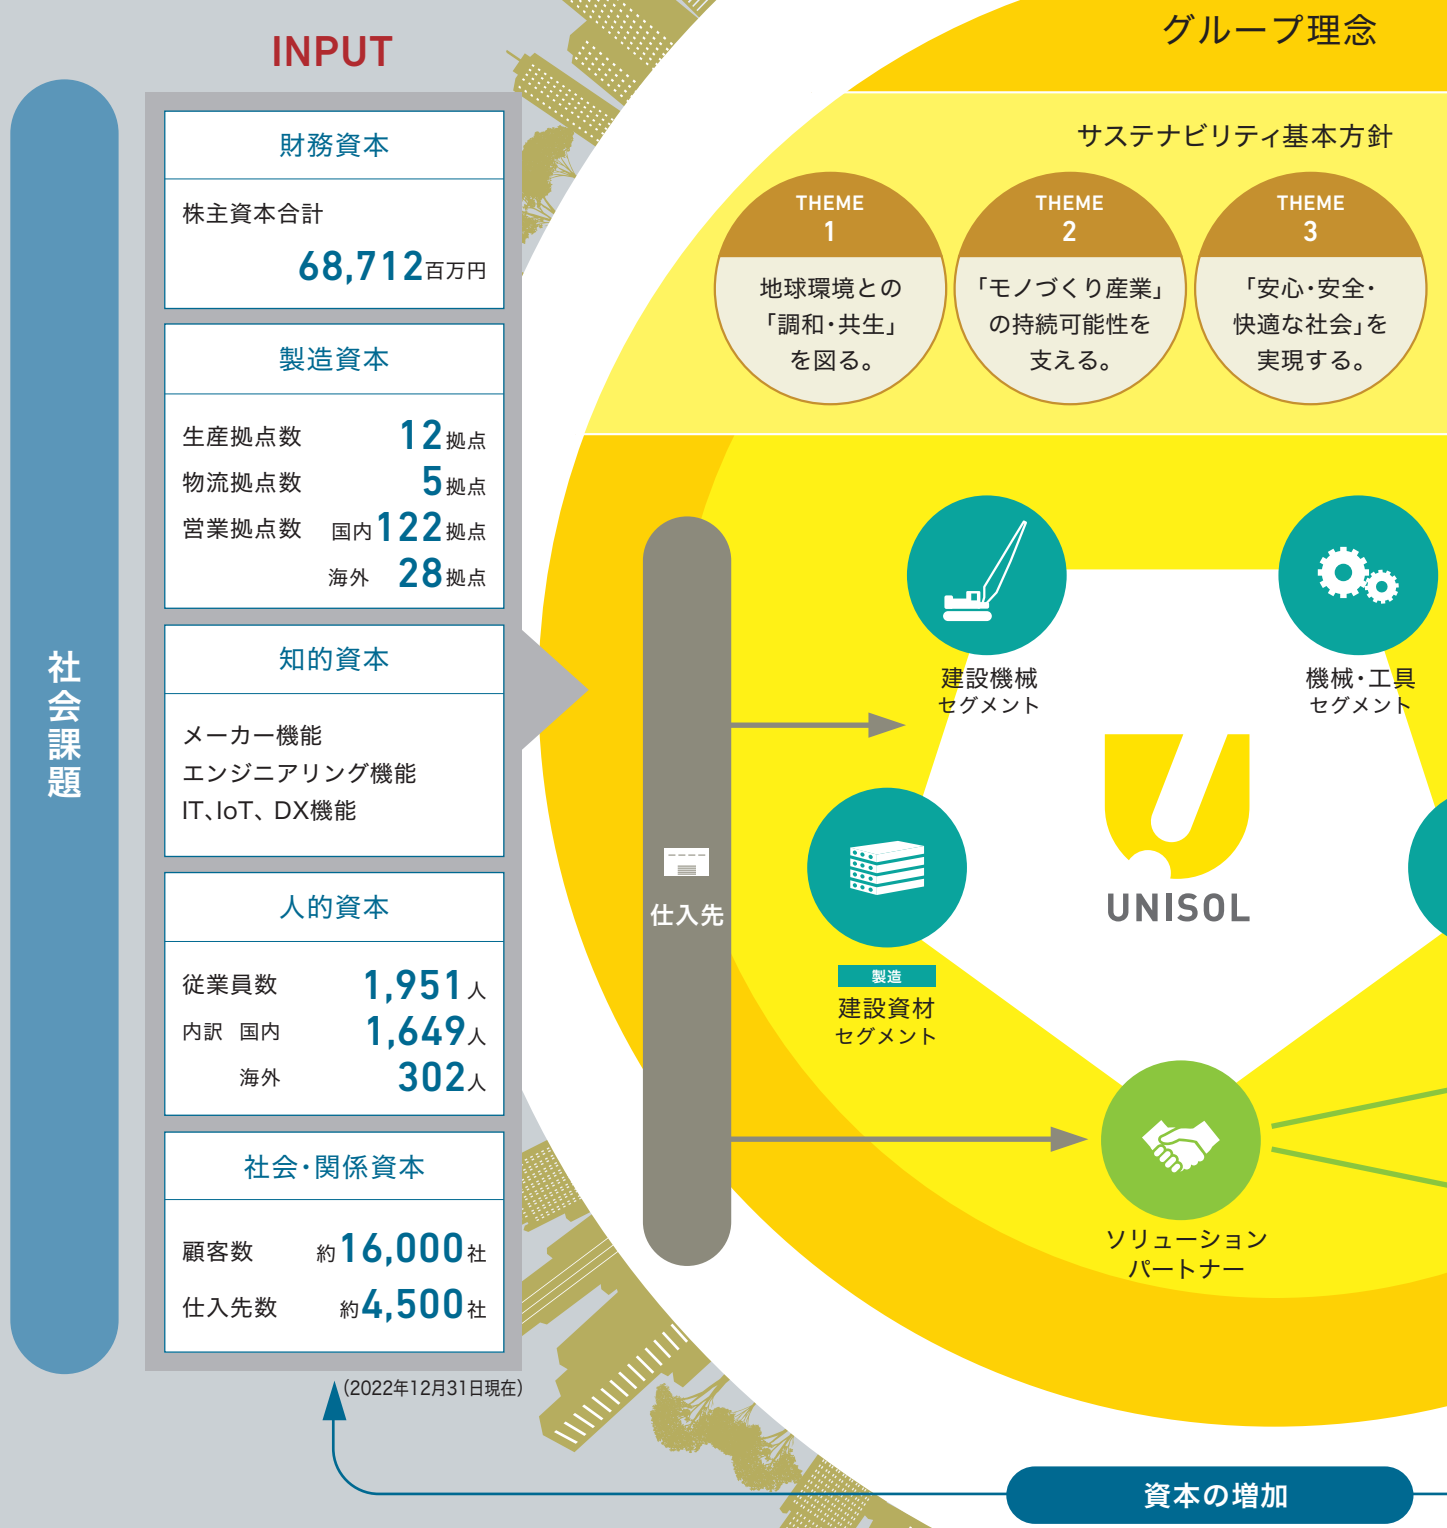 INPUT
社会課題
財務資本
株主資本合計
68,712百万円
製造資本
生産拠点数 12拠点
物流拠点数 5拠点
営業拠点数 国内122拠点
海外 28拠点
知的資本
メーカー機能
エンジニアリング機能
IT、IoT、DX機能
人的資本
従業員数 1,951人
内訳 国内 1,649人
海外 302人
社会・関係資本
顧客数 約16,000社
仕入先数 約4,500社
(2022年12月31日現在)
グループ理念
サステナビリティ基本方針
THEME
1
地球環境との
「調和・共生」
を図る。
THEME
2
「モノづくり産業」
の持続可能性を
支える。
THEME
3
「安心・安全・
快適な社会」を
実現する。
仕入先
建設機械
セグメント
機械・工具
セグメント
UNISOL
製造
建設資材
セグメント
ソリューション
パートナー
資本の増加